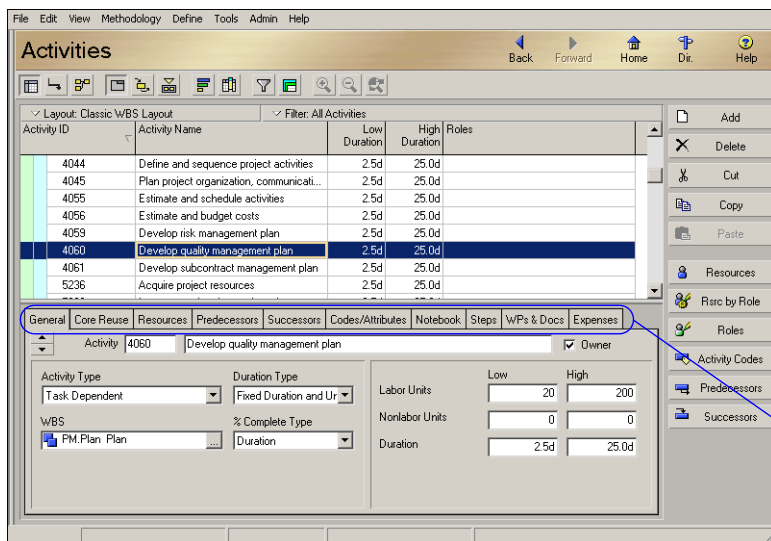 File Edit View Methodology Define Tools Admin Help
Activities
Back Forward Home Dir. Help
Layout: Classic WBS Layout Filter: All Activities
Activity ID Activity Name Low Duration High Duration Roles
4044 Define and sequence project activities 2.5d 25.0d
4045 Plan project organization, communicati... 2.5d 25.0d
4055 Estimate and schedule activities 2.5d 25.0d
4056 Estimate and budget costs 2.5d 25.0d
4059 Develop risk management plan 2.5d 25.0d
4060 Develop quality management plan 2.5d 25.0d
4061 Develop subcontract management plan 2.5d 25.0d
5236 Acquire project resources 2.5d 25.0d
Add
Delete
Cut
Copy
Paste
Resources
Rsrc by Role
Roles
Activity Codes
Predecessors
Successors
General Core Reuse Resources Predecessors Successors Codes/Attributes Notebook Steps WPs & Docs Expenses
Activity 4060 Develop quality management plan Owner
Activity Type Duration Type
Task Dependent Fixed Duration and Ur
WBS % Complete Type
PM.Plan Plan ... Duration
Low High
Labor Units 20 200
Nonlabor Units 0 0
Duration 2.5d 25.0d